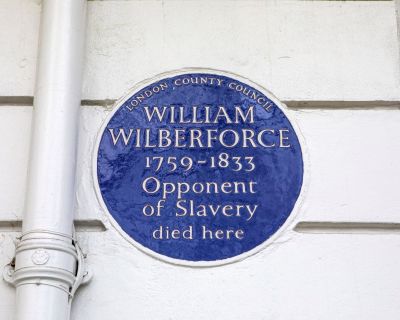 LONDON COUNTY COUNCIL
WILLIAM
WILBERFORCE
1759-1833
Opponent
of Slavery
died here